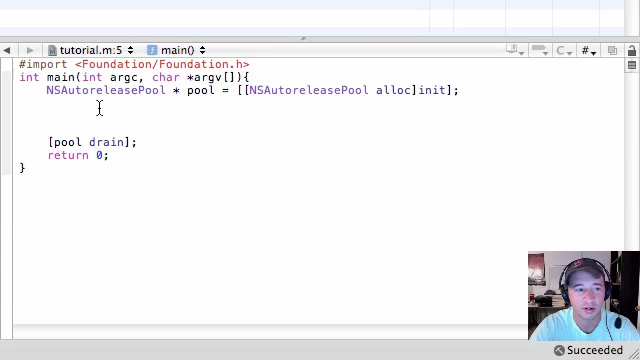 tutorial.m:5 main() #
#import <Foundation/Foundation.h>
int main(int argc, char *argv[]){
NSAutoreleasePool * pool = [[NSAutoreleasePool alloc]init];
[pool drain];
return 0;
}
Succeeded